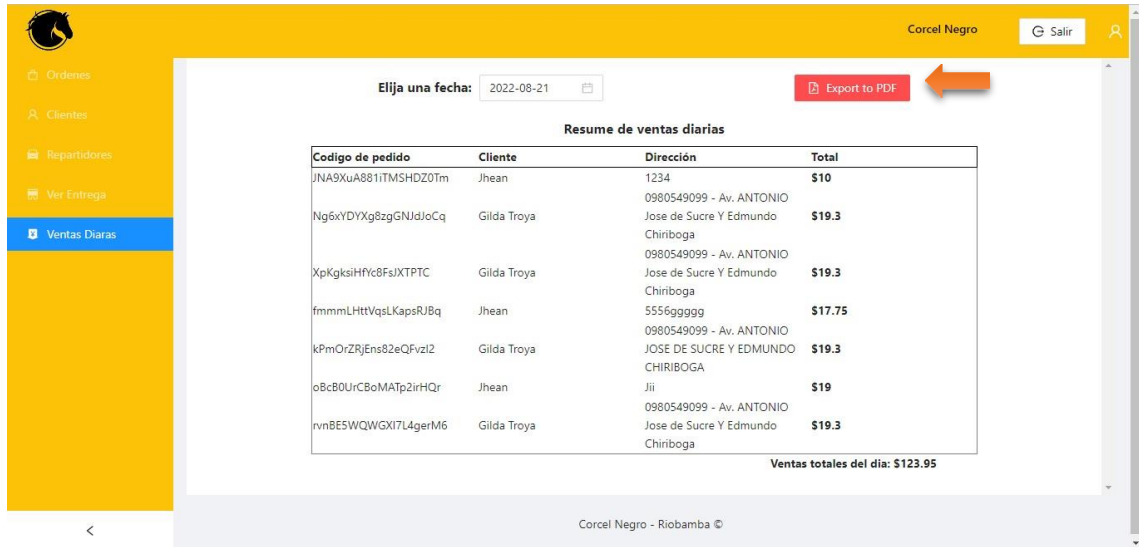 Corcel Negro
Salir
Ordenes
Clientes
Repartidores
Ver Entrega
Ventas Diaras
Elija una fecha: 2022-08-21
Export to PDF
Resume de ventas diarias
Codigo de pedido Cliente Dirección Total
JNA9XuA881iTMSHDZ0Tm Jhean 1234 $10
0980549099 - Av. ANTONIO
Ng6xYDYXg8zgGNJdJoCq Gilda Troya Jose de Sucre Y Edmundo $19.3
Chiriboga
0980549099 - Av. ANTONIO
XpKgksiHfYc8FsJXTPTC Gilda Troya Jose de Sucre Y Edmundo $19.3
Chiriboga
fmmmLHttVqsLKapsRJBq Jhean 5556ggggg $17.75
0980549099 - Av. ANTONIO
kPmOrZRjEns82eQFvzI2 Gilda Troya JOSE DE SUCRE Y EDMUNDO $19.3
CHIRIBOGA
oBcB0UrCBoMATp2irHQr Jhean Jii $19
0980549099 - Av. ANTONIO
rvnBE5WQWGXI7L4gerM6 Gilda Troya Jose de Sucre Y Edmundo $19.3
Chiriboga
Ventas totales del dia: $123.95
Corcel Negro - Riobamba ©